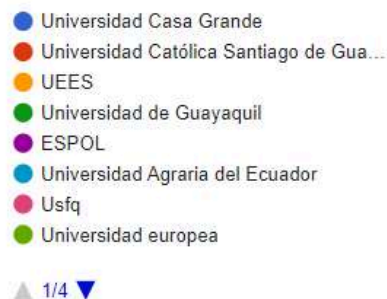 Universidad Casa Grande
Universidad Católica Santiago de Gua...
UEES
Universidad de Guayaquil
ESPOL
Universidad Agraria del Ecuador
Usfq
Universidad europea
1/4